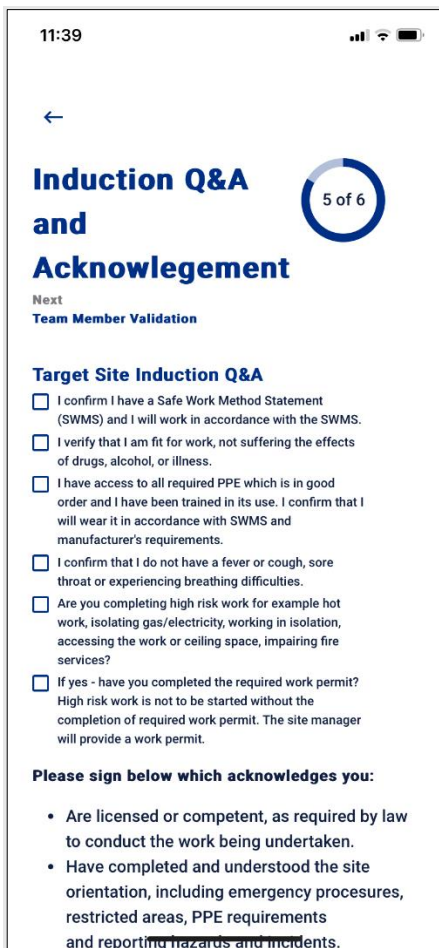 11:39
Induction Q&A
and
Acknowlegement
5 of 6
Next
Team Member Validation
Target Site Induction Q&A
I confirm I have a Safe Work Method Statement
(SWMS) and I will work in accordance with the SWMS.
I verify that I am fit for work, not suffering the effects
of drugs, alcohol, or illness.
I have access to all required PPE which is in good
order and I have been trained in its use. I confirm that I
will wear it in accordance with SWMS and
manufacturer's requirements.
I confirm that I do not have a fever or cough, sore
throat or experiencing breathing difficulties.
Are you completing high risk work for example hot
work, isolating gas/electricity, working in isolation,
accessing the work or ceiling space, impairing fire
services?
If yes - have you completed the required work permit?
High risk work is not to be started without the
completion of required work permit. The site manager
will provide a work permit.
Please sign below which acknowledges you:
• Are licensed or competent, as required by law
to conduct the work being undertaken.
• Have completed and understood the site
orientation, including emergency procesures,
restricted areas, PPE requirements
and reporting hazards and incidents.